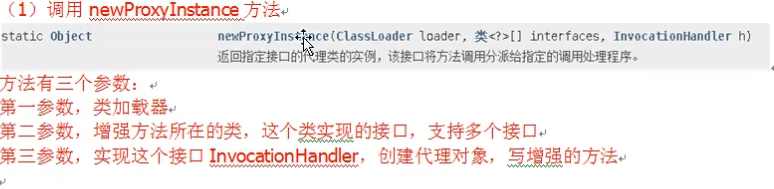 （1）调用 newProxyInstance 方法
static Object newProxyInstance(ClassLoader loader, 类<?>[] interfaces, InvocationHandler h)
返回指定接口的代理类的实例，该接口将方法调用分派给指定的调用处理程序。
方法有三个参数：
第一参数，类加载器
第二参数，增强方法所在的类，这个类实现的接口，支持多个接口
第三参数，实现这个接口 InvocationHandler，创建代理对象，写增强的方法